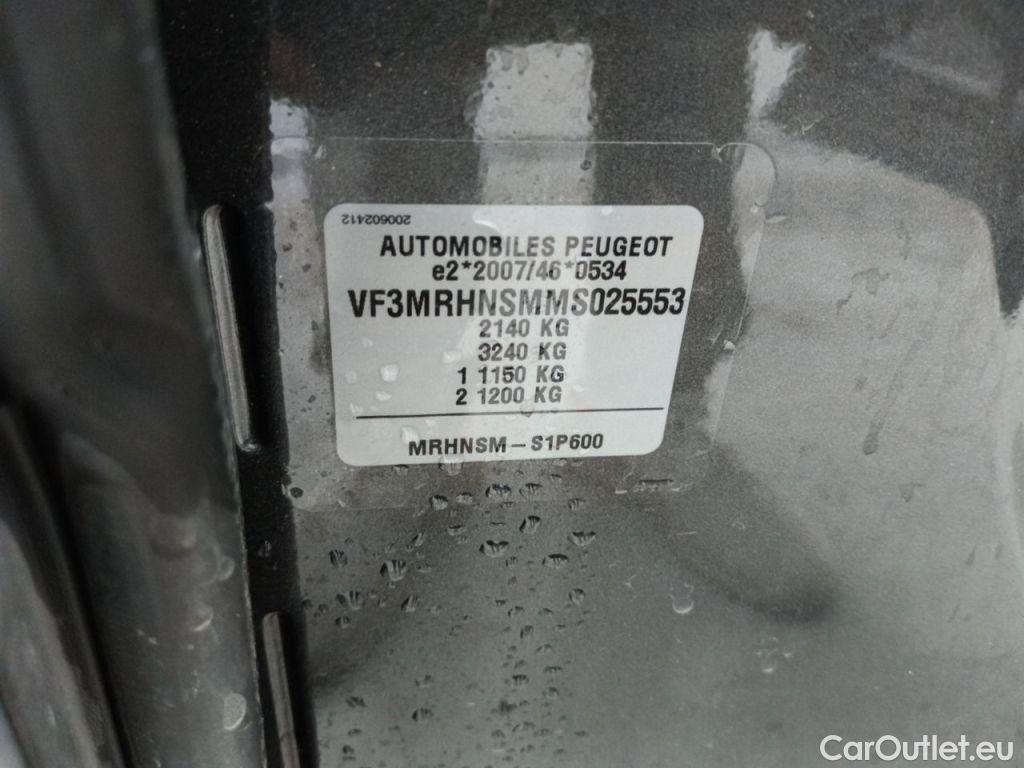 200602412
AUTOMOBILES PEUGEOT
e2*2007/46*0534
VF3MRHNSMMS025553
2140 KG
3240 KG
1 1150 KG
2 1200 KG
MRHNSM – S1P600
CarOutlet.eu